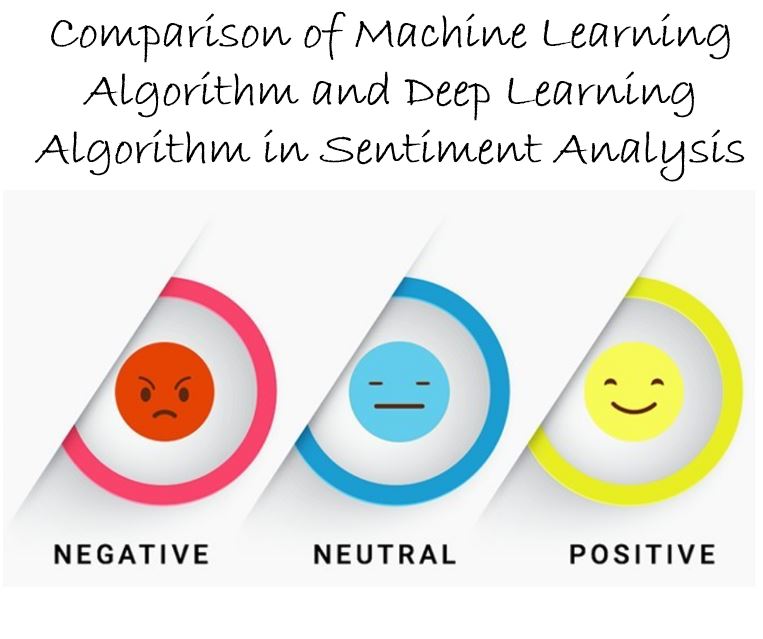 Comparison of Machine Learning
Algorithm and Deep Learning
Algorithm in Sentiment Analysis
NEGATIVE NEUTRAL POSITIVE